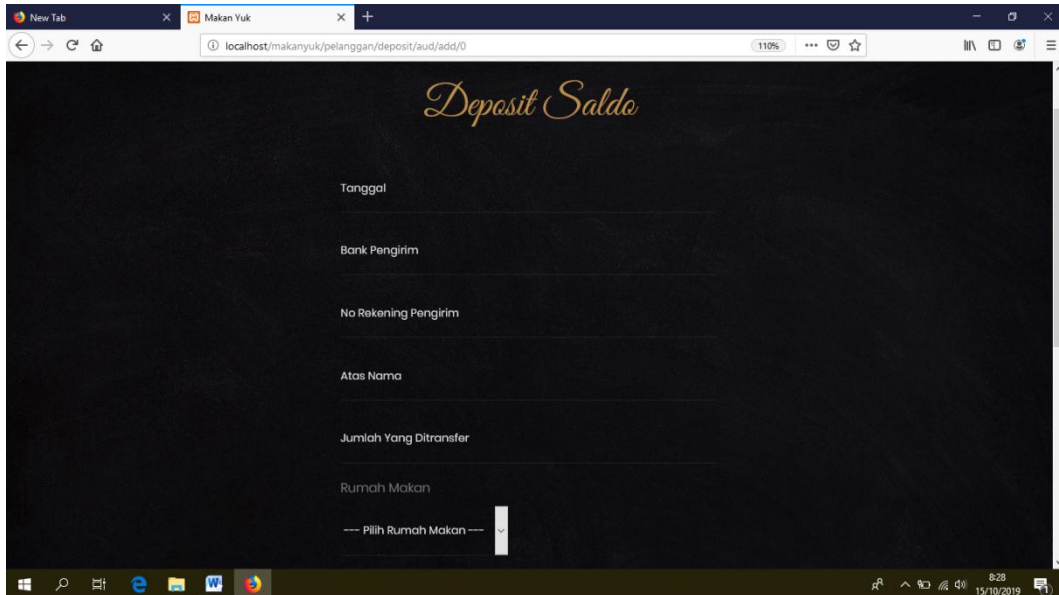 New Tab
Makan Yuk
localhost/makanyuk/pelanggan/deposit/aud/add/0
110%
Deposit Saldo
Tanggal
Bank Pengirim
No Rekening Pengirim
Atas Nama
Jumlah Yang Ditransfer
Rumah Makan
--- Pilih Rumah Makan ---
8:28
15/10/2019